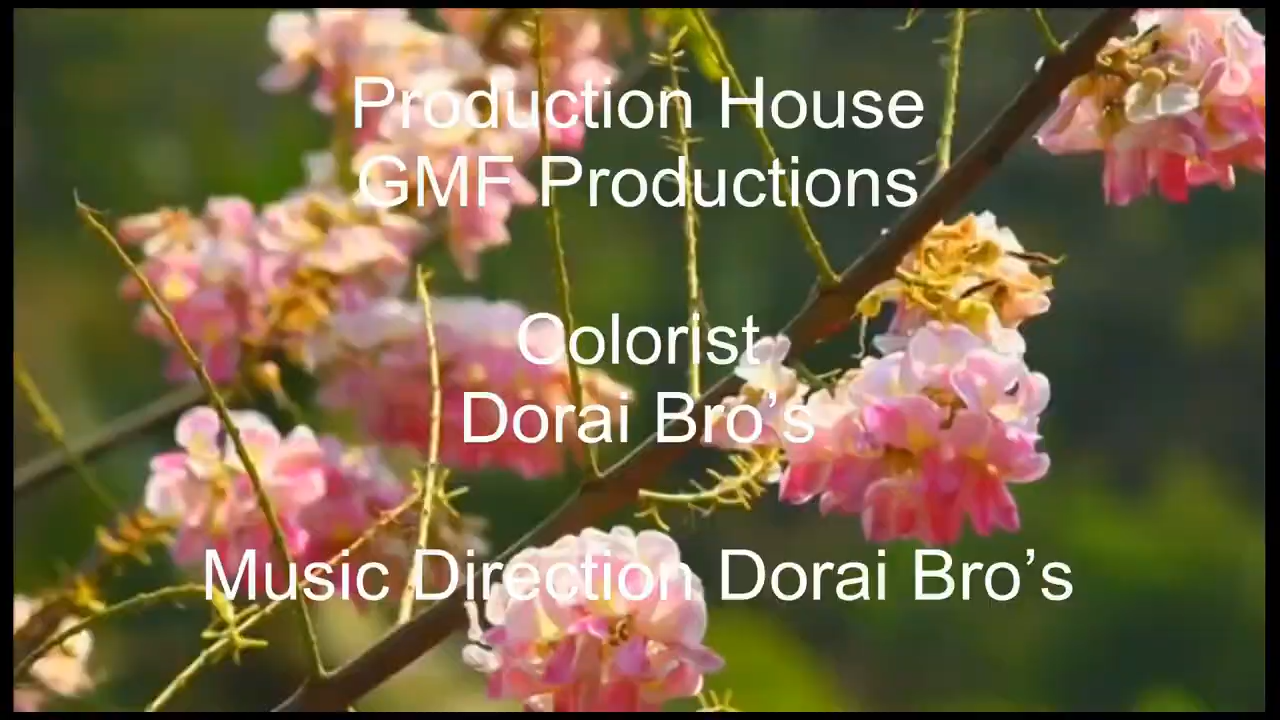 Production House
GMF Productions
Colorist
Dorai Bro’s
Music Direction Dorai Bro’s